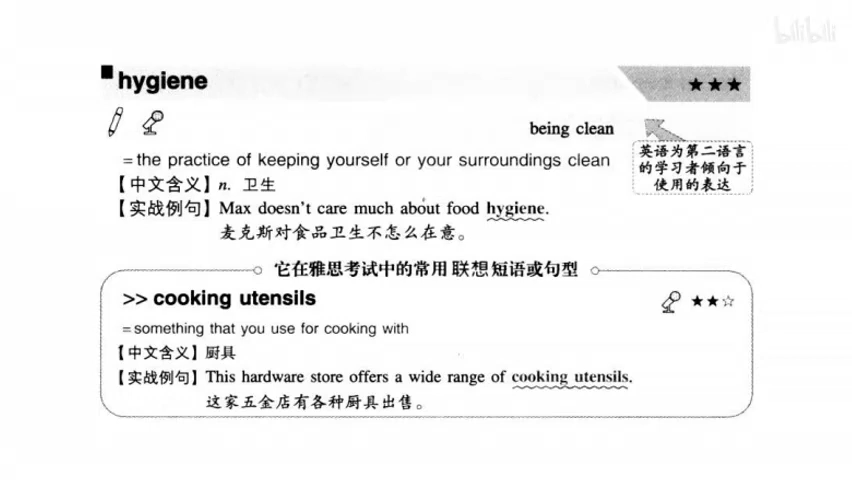 bilibili
hygiene
★★★
being clean
英语为第二语言
的学习者倾向于
使用的表达
=the practice of keeping yourself or your surroundings clean
【中文含义】n. 卫生
【实战例句】Max doesn't care much about food hygiene.
麦克斯对食品卫生不怎么在意。
它在雅思考试中的常用联想短语或句型
>> cooking utensils
★★☆
=something that you use for cooking with
【中文含义】厨具
【实战例句】This hardware store offers a wide range of cooking utensils.
这家五金店有各种厨具出售。